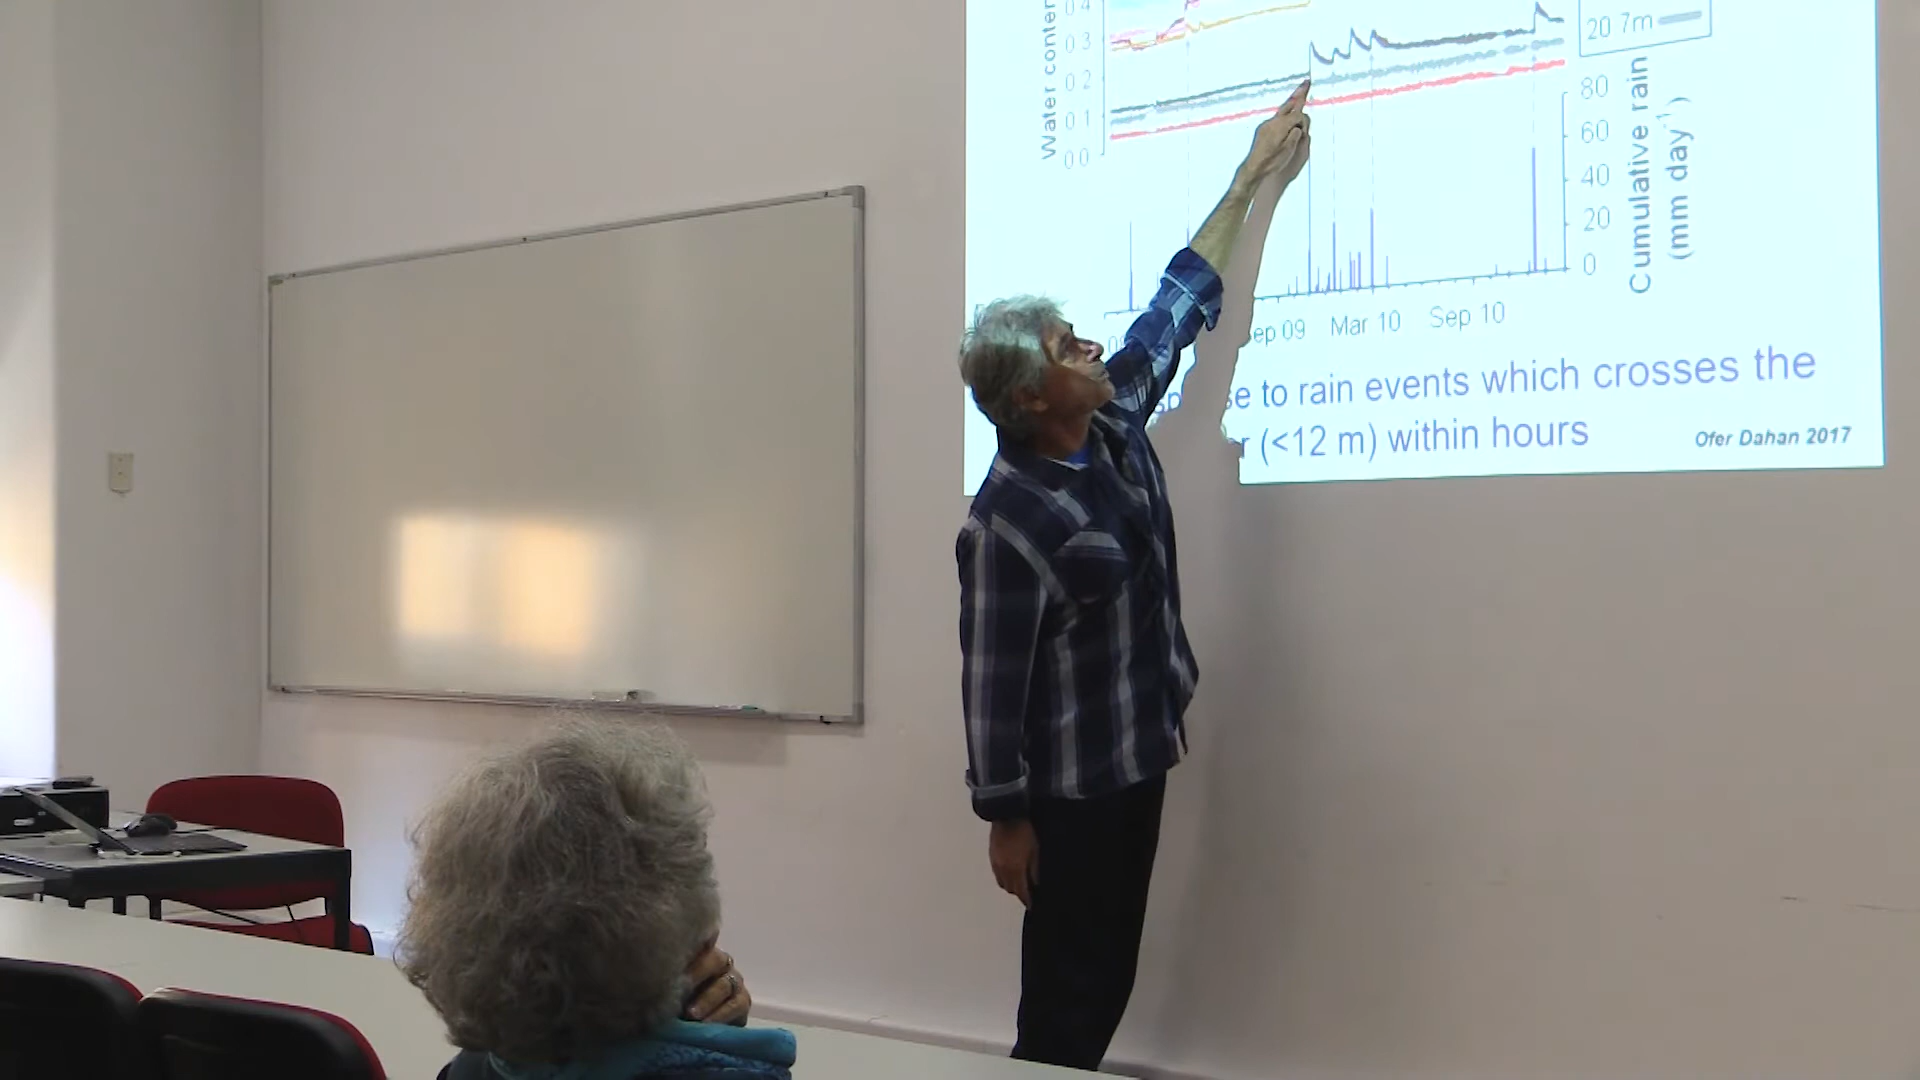 Water conten
0 4
0 3
0 2
0 1
0 0
20 7m
80
60
40
20
0
Cumulative rain
(mm day-1)
ep 09 Mar 10 Sep 10
se to rain events which crosses the
r (<12 m) within hours
Ofer Dahan 2017